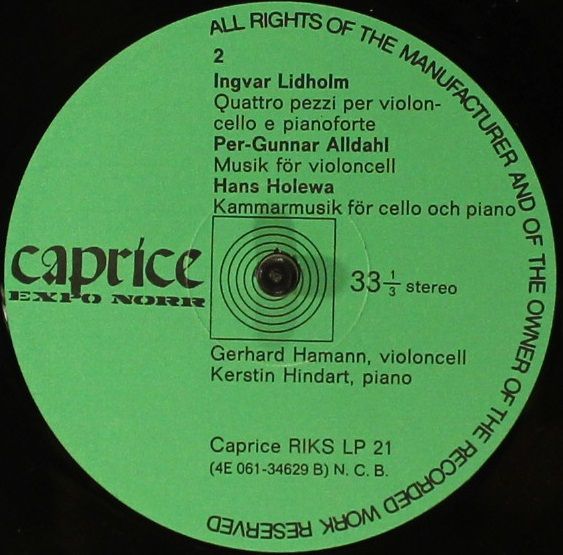 ALL RIGHTS OF THE MANUFACTURER AND OF THE OWNER OF THE RECORDED WORK RESERVED
2
Ingvar Lidholm
Quattro pezzi per violon-
cello e pianoforte
Per-Gunnar Alldahl
Musik för violoncell
Hans Holewa
Kammarmusik för cello och piano
caprice
EXPO NORR
33 1/3 stereo
Gerhard Hamann, violoncell
Kerstin Hindart, piano
Caprice RIKS LP 21
(4E 061-34629 B) N. C. B.